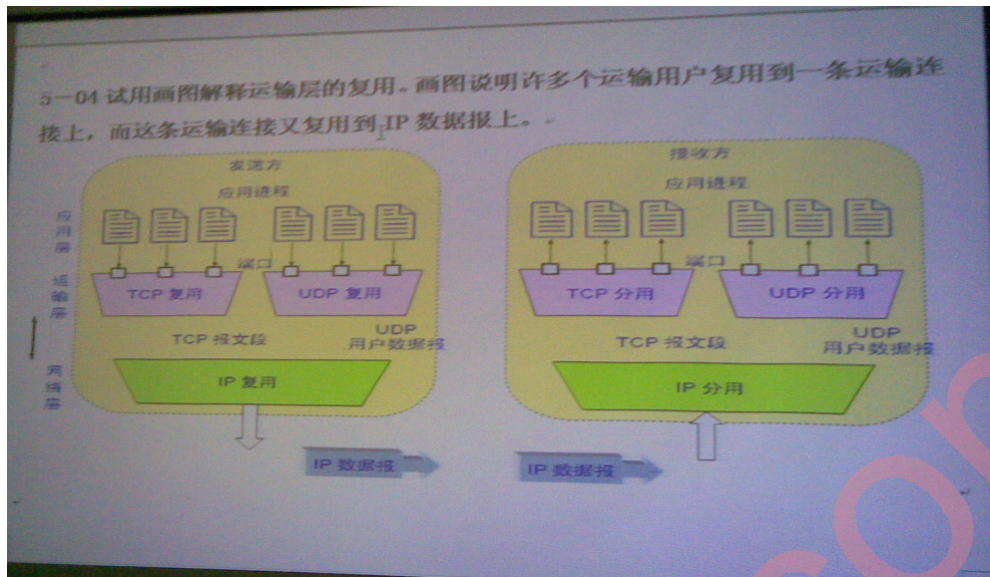 5—04 试用画图解释运输层的复用。画图说明许多个运输用户复用到一条运输连
接上，而这条运输连接又复用到 IP 数据报上。
发送方
应用进程
应用层
端口
运输层
TCP 复用
UDP 复用
TCP 报文段
UDP
用户数据报
网络层
IP 复用
IP 数据报
接收方
应用进程
端口
TCP 分用
UDP 分用
TCP 报文段
UDP
用户数据报
IP 分用
IP 数据报